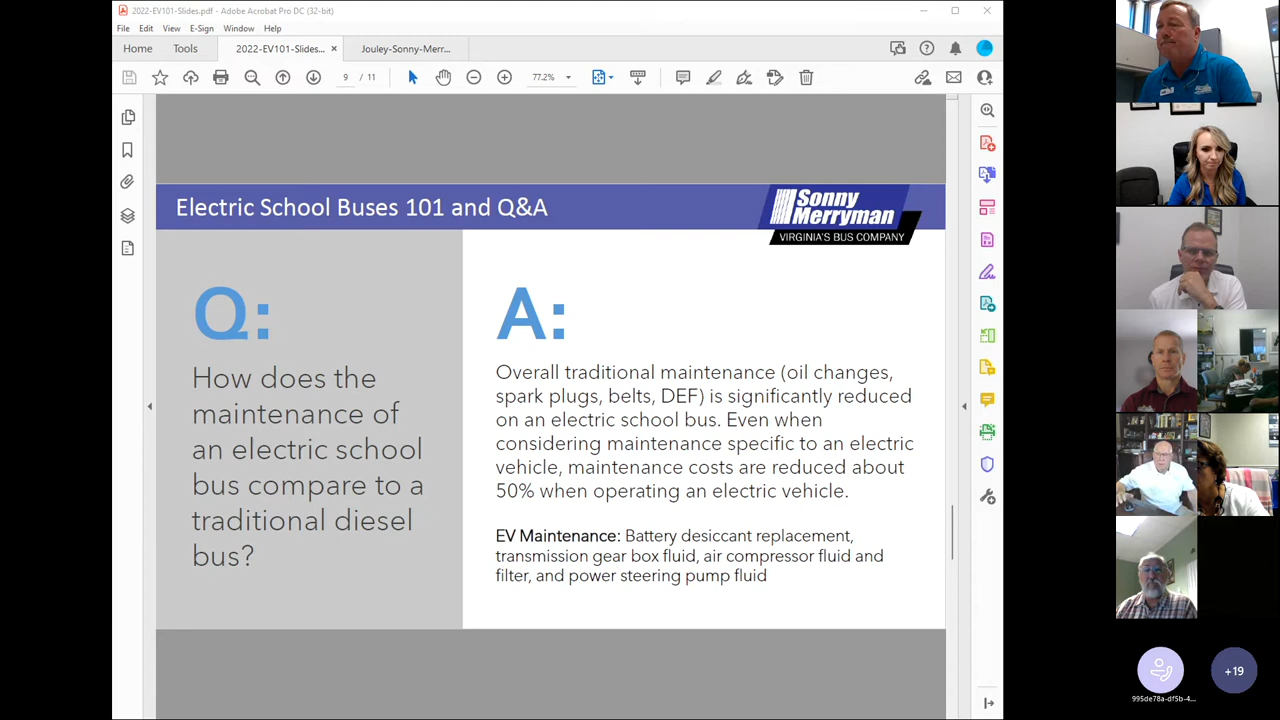 2022-EV101-Slides.pdf - Adobe Acrobat Pro DC (32-bit)
File Edit View E-Sign Window Help
Home Tools 2022-EV101-Slides... × Jouley-Sonny-Merr...
9 / 11 77.2%
Electric School Buses 101 and Q&A
Sonny
Merryman
VIRGINIA'S BUS COMPANY
Q:
How does the
maintenance of
an electric school
bus compare to a
traditional diesel
bus?
A:
Overall traditional maintenance (oil changes,
spark plugs, belts, DEF) is significantly reduced
on an electric school bus. Even when
considering maintenance specific to an electric
vehicle, maintenance costs are reduced about
50% when operating an electric vehicle.
EV Maintenance: Battery desiccant replacement,
transmission gear box fluid, air compressor fluid and
filter, and power steering pump fluid
+19
995de78a-df5b-4...